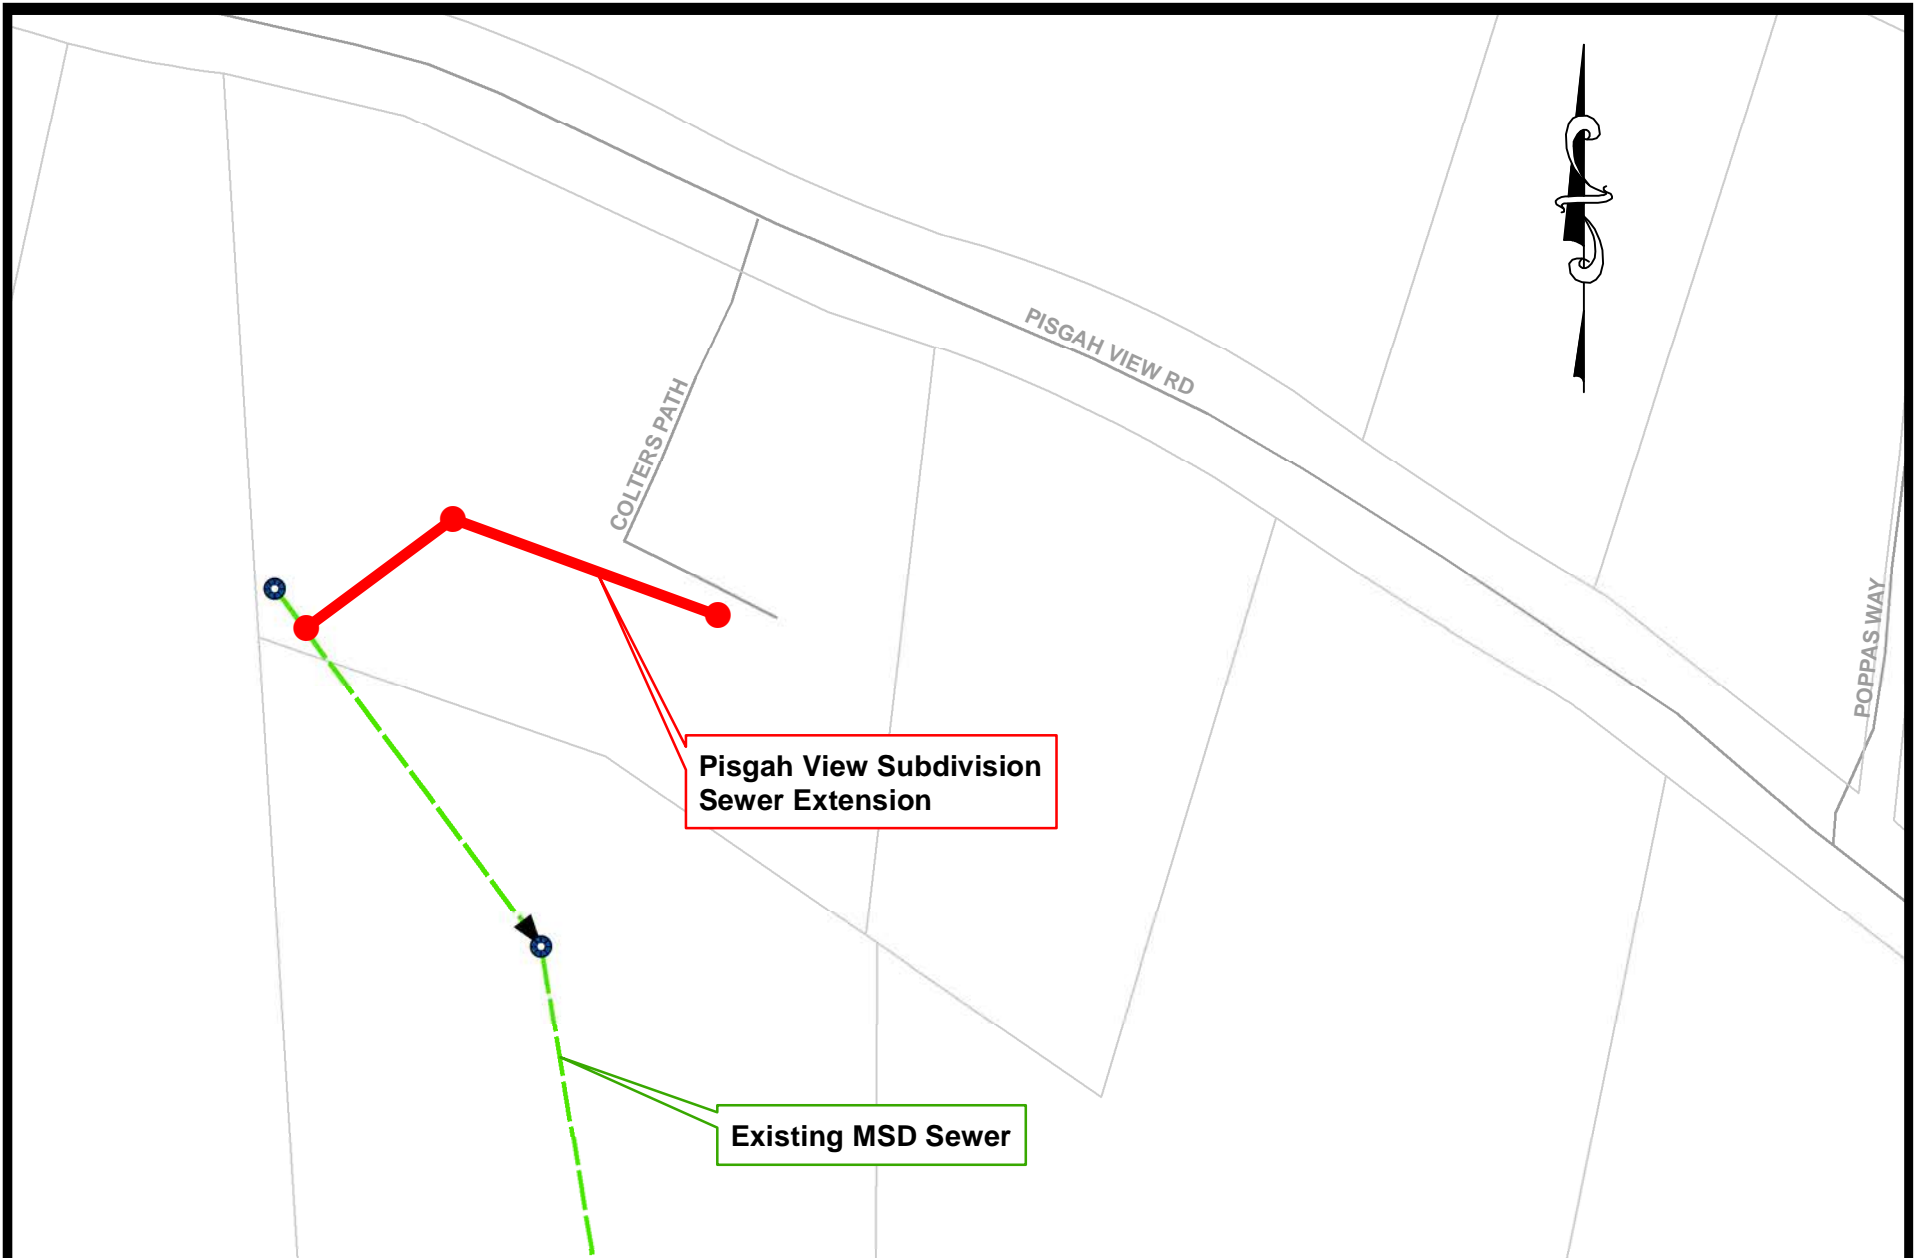 PISGAH VIEW RD
COLTERS PATH
POPPAS WAY
Pisgah View Subdivision
Sewer Extension
Existing MSD Sewer